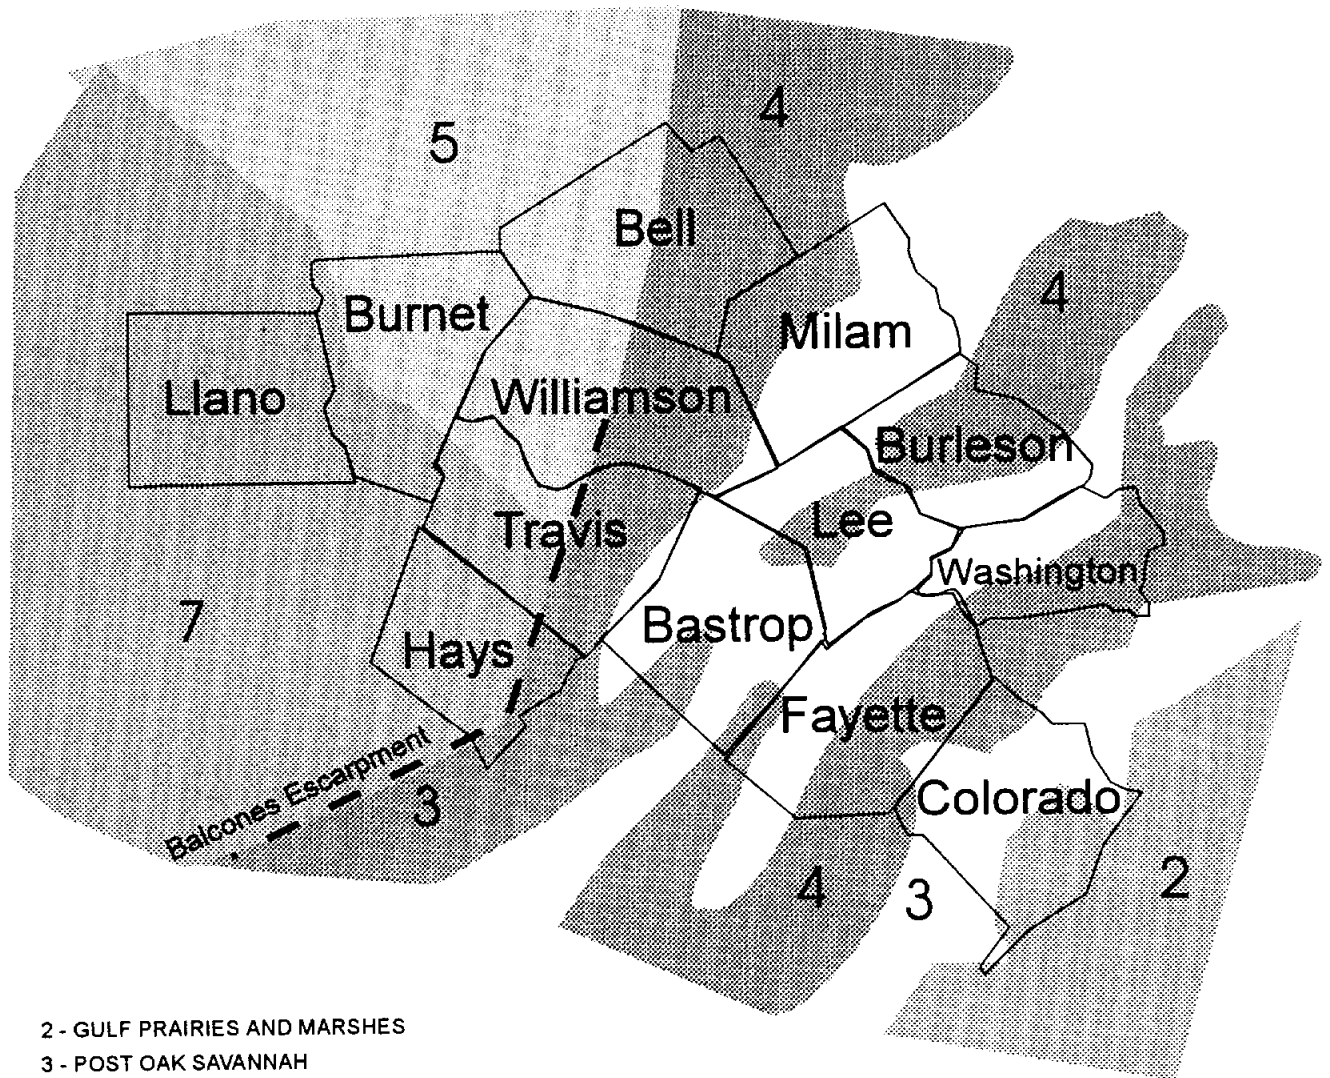 5
4
Bell
4
Burnet
Milam
Llano
Williamson
Burleson
Travis
Lee
Washington
7
Hays
Bastrop
Fayette
Balcones Escarpment
3
Colorado
4
3
2
2 - GULF PRAIRIES AND MARSHES
3 - POST OAK SAVANNAH